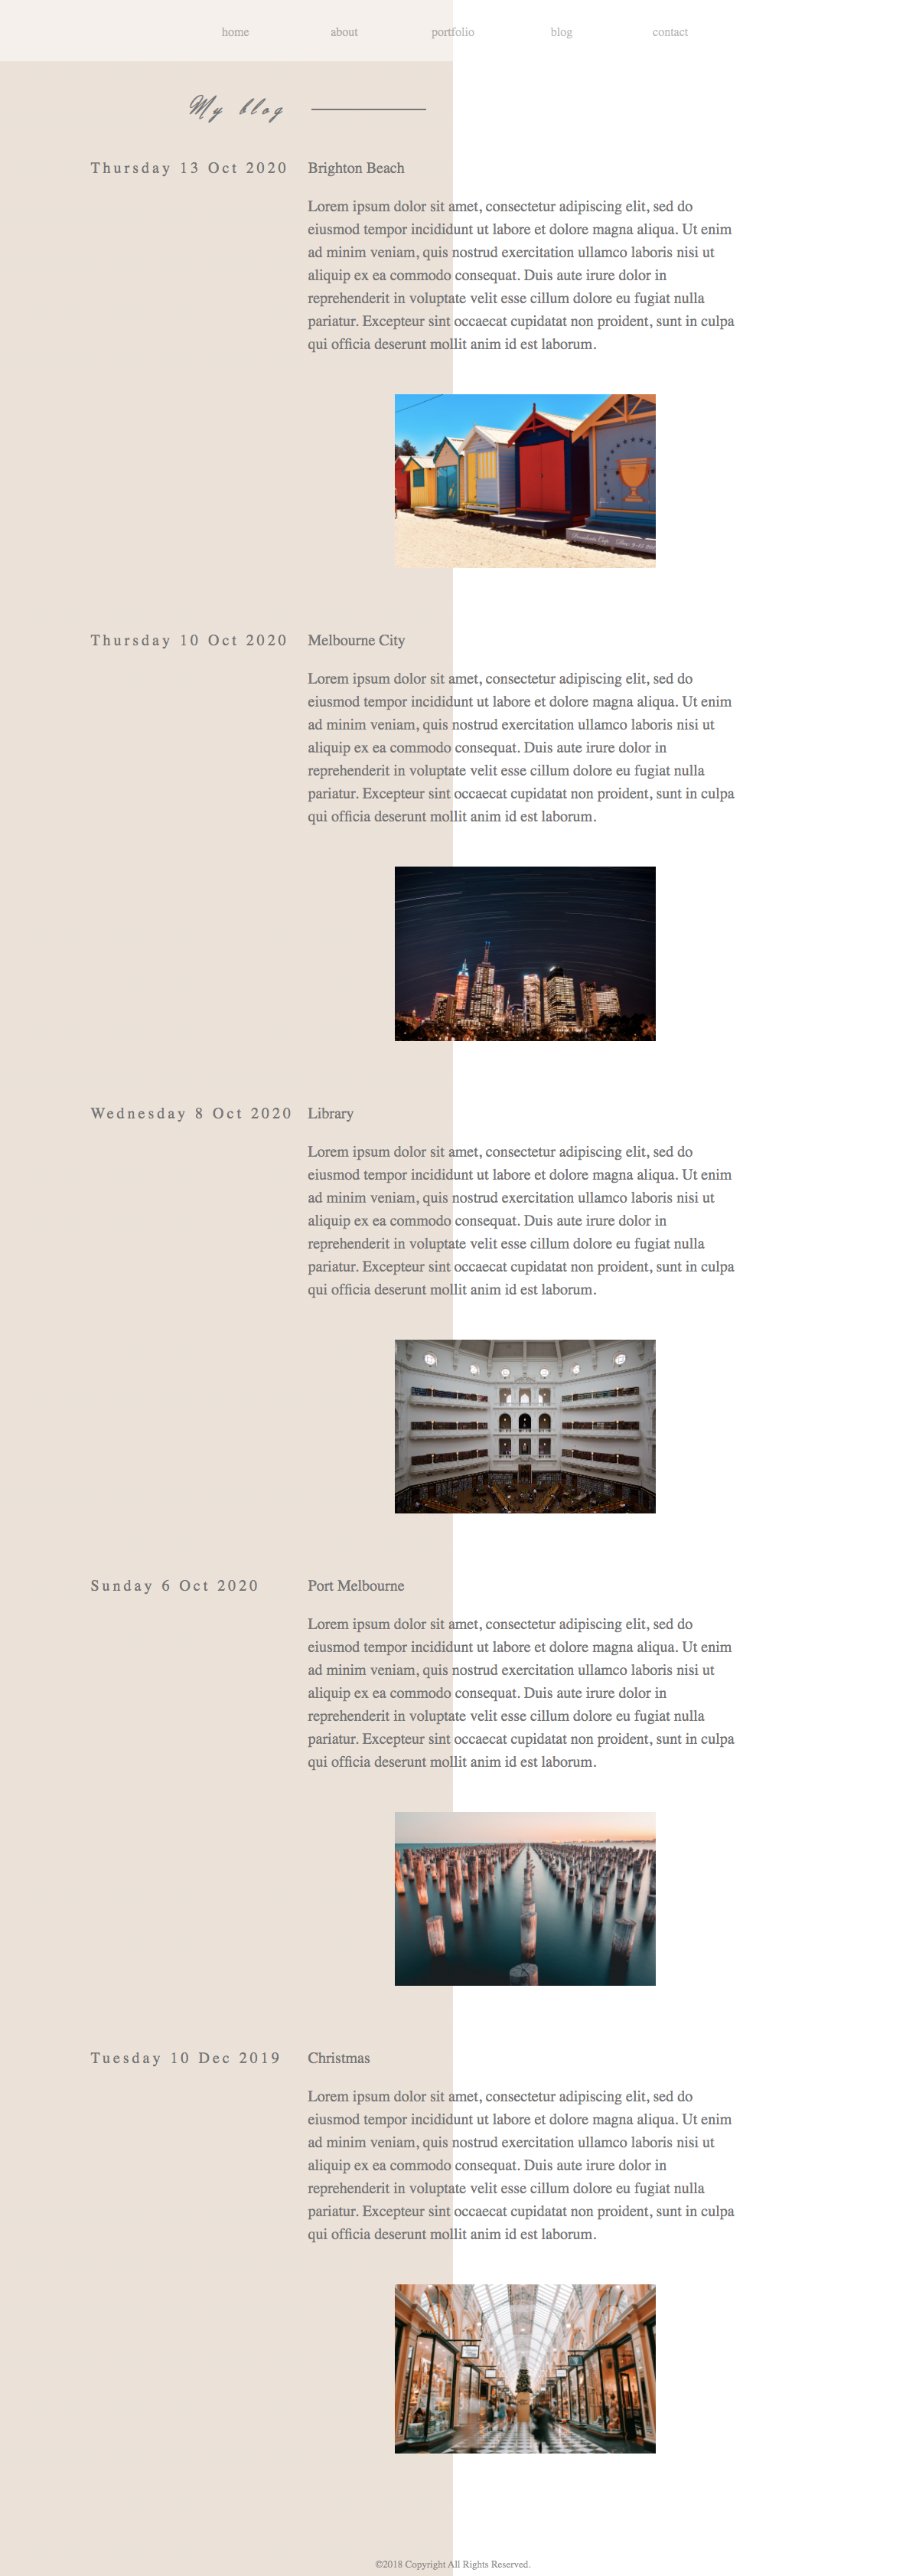 home about portfolio blog contact
My blog
Thursday 13 Oct 2020 Brighton Beach
Lorem ipsum dolor sit amet, consectetur adipiscing elit, sed do
eiusmod tempor incididunt ut labore et dolore magna aliqua. Ut enim
ad minim veniam, quis nostrud exercitation ullamco laboris nisi ut
aliquip ex ea commodo consequat. Duis aute irure dolor in
reprehenderit in voluptate velit esse cillum dolore eu fugiat nulla
pariatur. Excepteur sint occaecat cupidatat non proident, sunt in culpa
qui officia deserunt mollit anim id est laborum.
Thursday 10 Oct 2020 Melbourne City
Lorem ipsum dolor sit amet, consectetur adipiscing elit, sed do
eiusmod tempor incididunt ut labore et dolore magna aliqua. Ut enim
ad minim veniam, quis nostrud exercitation ullamco laboris nisi ut
aliquip ex ea commodo consequat. Duis aute irure dolor in
reprehenderit in voluptate velit esse cillum dolore eu fugiat nulla
pariatur. Excepteur sint occaecat cupidatat non proident, sunt in culpa
qui officia deserunt mollit anim id est laborum.
Wednesday 8 Oct 2020 Library
Lorem ipsum dolor sit amet, consectetur adipiscing elit, sed do
eiusmod tempor incididunt ut labore et dolore magna aliqua. Ut enim
ad minim veniam, quis nostrud exercitation ullamco laboris nisi ut
aliquip ex ea commodo consequat. Duis aute irure dolor in
reprehenderit in voluptate velit esse cillum dolore eu fugiat nulla
pariatur. Excepteur sint occaecat cupidatat non proident, sunt in culpa
qui officia deserunt mollit anim id est laborum.
Sunday 6 Oct 2020 Port Melbourne
Lorem ipsum dolor sit amet, consectetur adipiscing elit, sed do
eiusmod tempor incididunt ut labore et dolore magna aliqua. Ut enim
ad minim veniam, quis nostrud exercitation ullamco laboris nisi ut
aliquip ex ea commodo consequat. Duis aute irure dolor in
reprehenderit in voluptate velit esse cillum dolore eu fugiat nulla
pariatur. Excepteur sint occaecat cupidatat non proident, sunt in culpa
qui officia deserunt mollit anim id est laborum.
Tuesday 10 Dec 2019 Christmas
Lorem ipsum dolor sit amet, consectetur adipiscing elit, sed do
eiusmod tempor incididunt ut labore et dolore magna aliqua. Ut enim
ad minim veniam, quis nostrud exercitation ullamco laboris nisi ut
aliquip ex ea commodo consequat. Duis aute irure dolor in
reprehenderit in voluptate velit esse cillum dolore eu fugiat nulla
pariatur. Excepteur sint occaecat cupidatat non proident, sunt in culpa
qui officia deserunt mollit anim id est laborum.
©2018 Copyright All Rights Reserved.